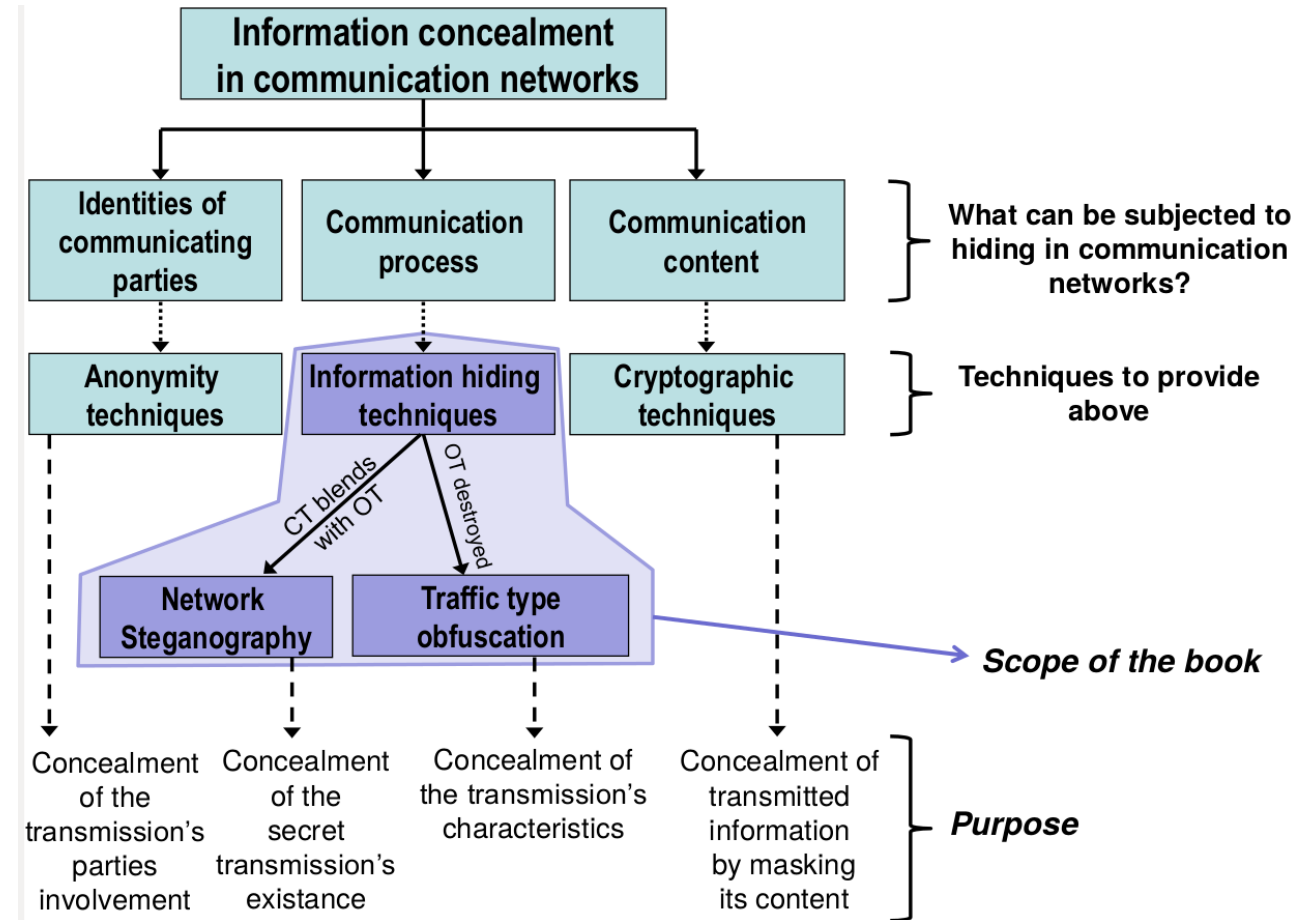 Information concealment
in communication networks
Identities of
communicating
parties
Communication
process
Communication
content
What can be subjected to
hiding in communication
networks?
Anonymity
techniques
Information hiding
techniques
Cryptographic
techniques
Techniques to provide
above
CT blends
with OT
OT destroyed
Network
Steganography
Traffic type
obfuscation
Scope of the book
Concealment
of the
transmission's
parties
involvement
Concealment
of the
secret
transmission's
existance
Concealment of
the transmission's
characteristics
Concealment of
transmitted
information
by masking
its content
Purpose